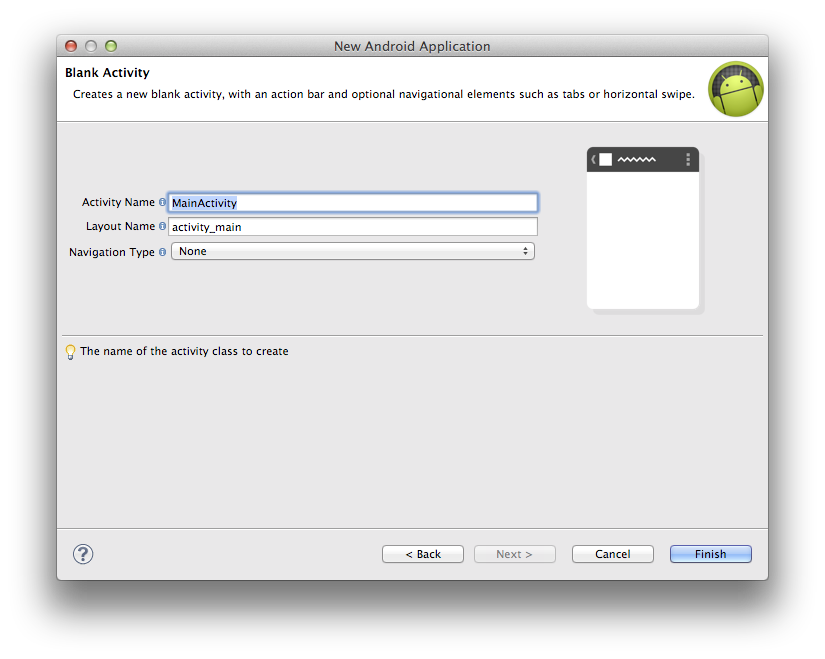 New Android Application
Blank Activity
Creates a new blank activity, with an action bar and optional navigational elements such as tabs or horizontal swipe.
Activity Name MainActivity
Layout Name activity_main
Navigation Type None
The name of the activity class to create
? < Back Next > Cancel Finish